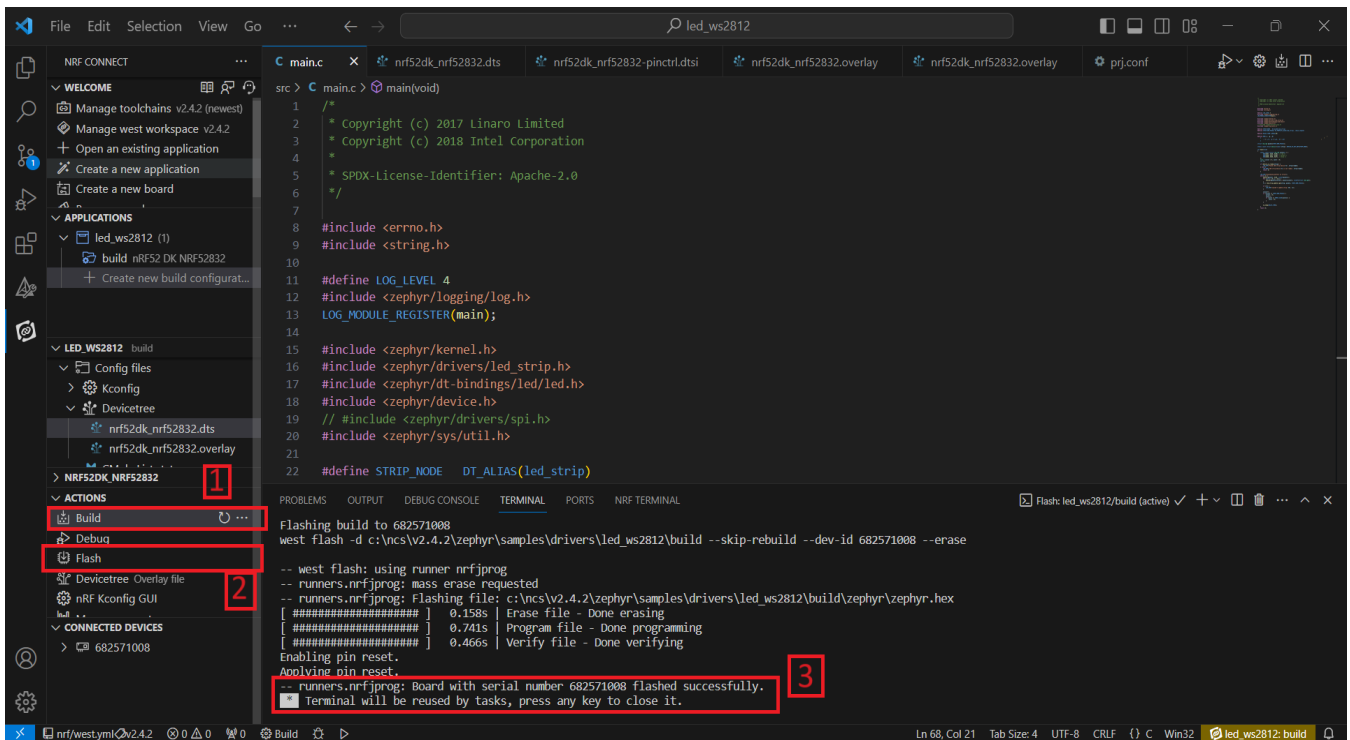 File Edit Selection View Go ··· led_ws2812
NRF CONNECT ···
WELCOME
Manage toolchains v2.4.2 (newest)
Manage west workspace v2.4.2
Open an existing application
Create a new application
Create a new board
APPLICATIONS
led_ws2812 (1)
build nRF52 DK NRF52832
Create new build configurat...
LED_WS2812 build
Config files
Kconfig
Devicetree
nrf52dk_nrf52832.dts
nrf52dk_nrf52832.overlay
NRF52DK_NRF52832
1
ACTIONS
Build
Debug
Flash
2
Devicetree Overlay file
nRF Kconfig GUI
CONNECTED DEVICES
682571008
main.c nrf52dk_nrf52832.dts nrf52dk_nrf52832-pinctrl.dtsi nrf52dk_nrf52832.overlay nrf52dk_nrf52832.overlay prj.conf
src > C main.c > main(void)
1 /*
2 * Copyright (c) 2017 Linaro Limited
3 * Copyright (c) 2018 Intel Corporation
4 *
5 * SPDX-License-Identifier: Apache-2.0
6 */
7
8 #include <errno.h>
9 #include <string.h>
10
11 #define LOG_LEVEL 4
12 #include <zephyr/logging/log.h>
13 LOG_MODULE_REGISTER(main);
14
15 #include <zephyr/kernel.h>
16 #include <zephyr/drivers/led_strip.h>
17 #include <zephyr/dt-bindings/led/led.h>
18 #include <zephyr/device.h>
19 // #include <zephyr/drivers/spi.h>
20 #include <zephyr/sys/util.h>
21
22 #define STRIP_NODE DT_ALIAS(led_strip)
PROBLEMS OUTPUT DEBUG CONSOLE TERMINAL PORTS NRF TERMINAL Flash: led_ws2812/build (active)
Flashing build to 682571008
west flash -d c:\ncs\v2.4.2\zephyr\samples\drivers\led_ws2812\build --skip-rebuild --dev-id 682571008 --erase
-- west flash: using runner nrfjprog
-- runners.nrfjprog: mass erase requested
-- runners.nrfjprog: Flashing file: c:\ncs\v2.4.2\zephyr\samples\drivers\led_ws2812\build\zephyr\zephyr.hex
[ #################### ] 0.158s | Erase file - Done erasing
[ #################### ] 0.741s | Program file - Done programming
[ #################### ] 0.466s | Verify file - Done verifying
Enabling pin reset.
Applying pin reset.
-- runners.nrfjprog: Board with serial number 682571008 flashed successfully.
* Terminal will be reused by tasks, press any key to close it.
3
nrf/west.yml v2.4.2 0 0 0 Build Ln 68, Col 21 Tab Size: 4 UTF-8 CRLF {} C Win32 led_ws2812: build